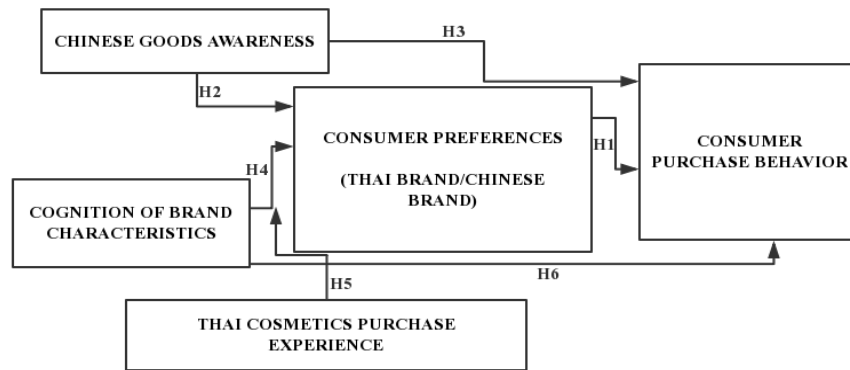 CHINESE GOODS AWARENESS
H3
H2
CONSUMER PREFERENCES
(THAI BRAND/CHINESE
BRAND)
H1
CONSUMER
PURCHASE BEHAVIOR
H4
COGNITION OF BRAND
CHARACTERISTICS
H5
H6
THAI COSMETICS PURCHASE
EXPERIENCE